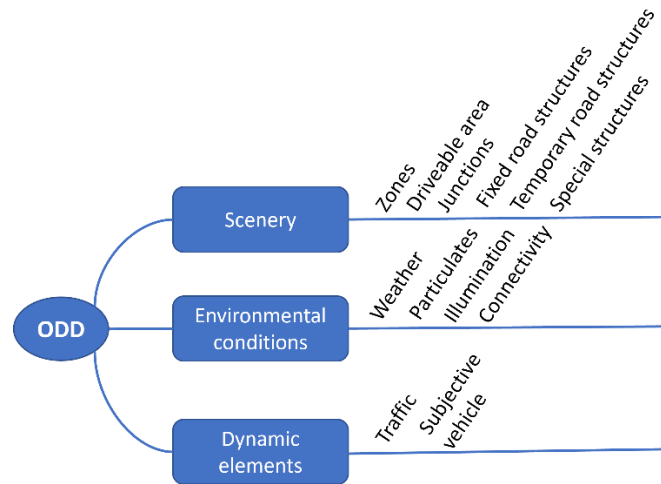 ODD
Scenery
Zones
Driveable area
Junctions
Fixed road structures
Temporary road structures
Special structures
Environmental
conditions
Weather
Particulates
Illumination
Connectivity
Dynamic
elements
Traffic
Subjective
vehicle